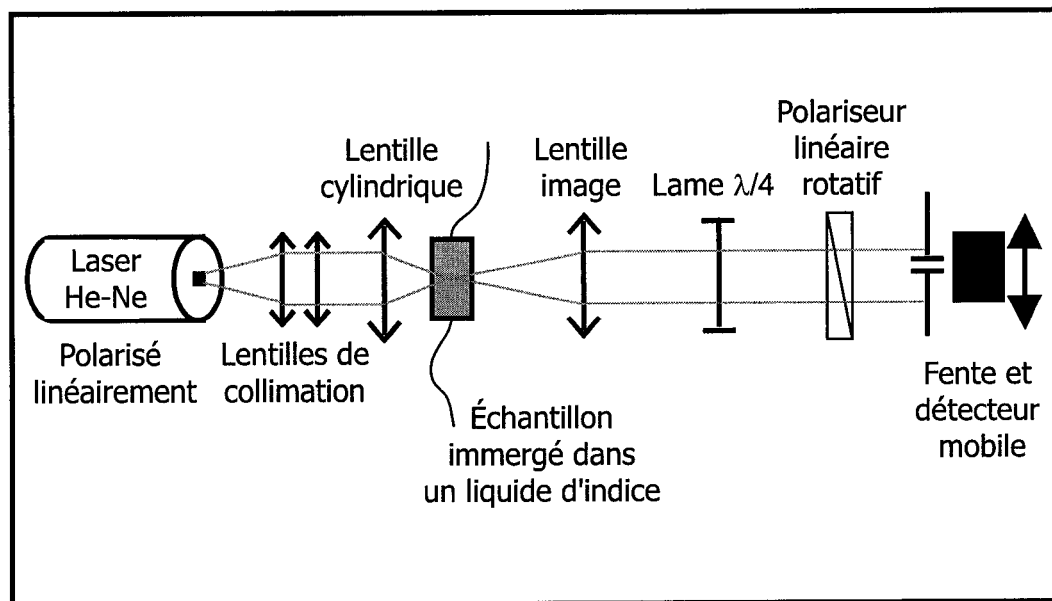 Laser
He-Ne
Polarisé
linéairement
Lentilles de
collimation
Lentille
cylindrique
Échantillon
immergé dans
un liquide d'indice
Lentille
image
Lame λ/4
Polariseur
linéaire
rotatif
Fente et
détecteur
mobile